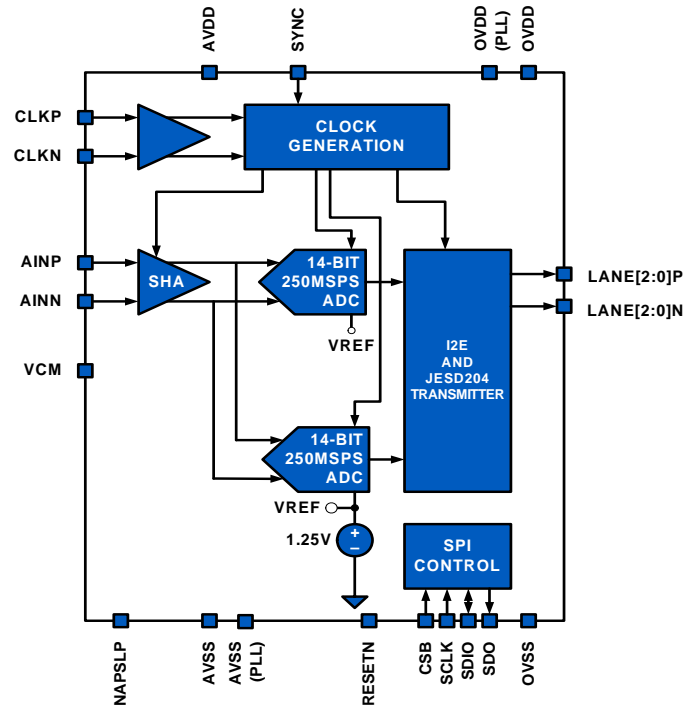 AVDD
SYNC
OVDD
(PLL)
OVDD
CLKP
CLKN
CLOCK
GENERATION
AINP
AINN
SHA
14-BIT
250MSPS
ADC
VREF
LANE[2:0]P
LANE[2:0]N
I2E
AND
JESD204
TRANSMITTER
VCM
14-BIT
250MSPS
ADC
VREF
1.25V
+
–
SPI
CONTROL
NAPSLP
AVSS
AVSS
(PLL)
RESETN
CSB
SCLK
SDIO
SDO
OVSS